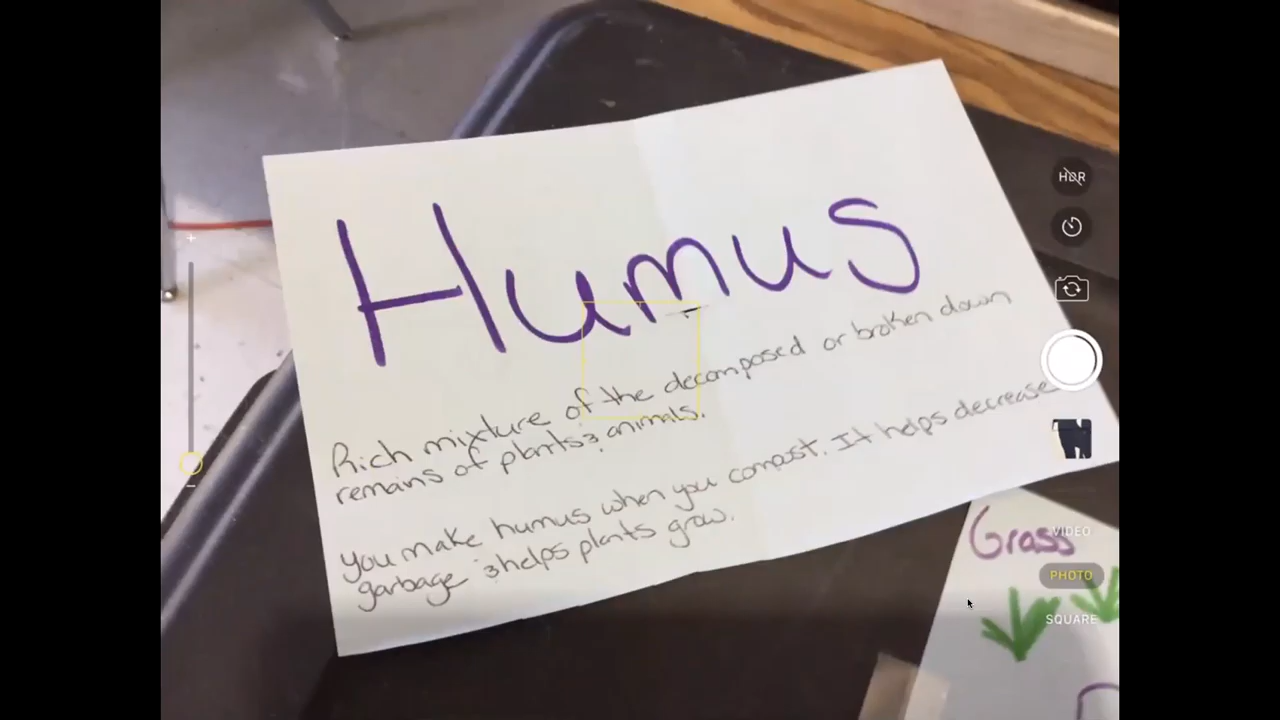 Humus
Rich mixture of the decomposed or broken down
remains of plants & animals.
You make humus when you compost. It helps decrease
garbage & helps plants grow.
Grass
HDR
VIDEO
PHOTO
SQUARE